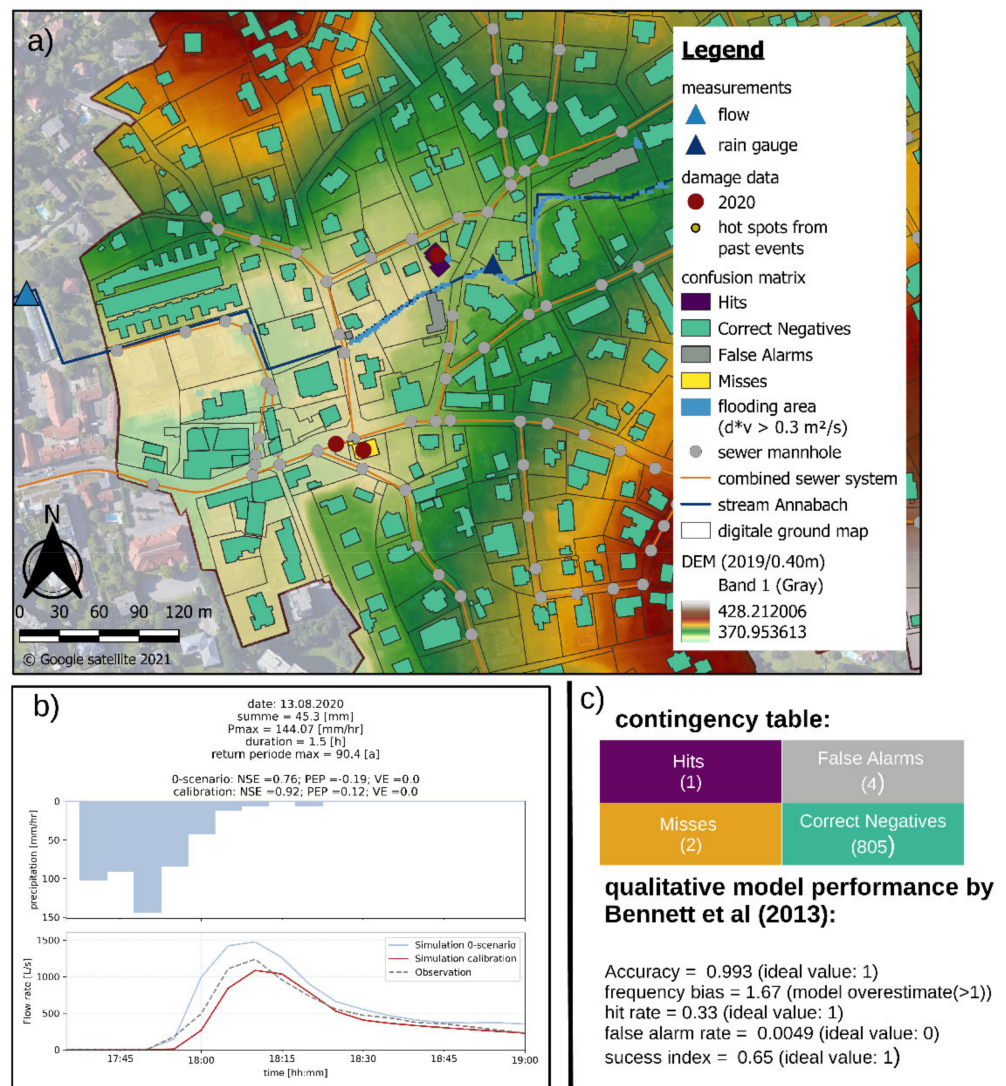 a)
Legend
measurements
flow
rain gauge
damage data
2020
hot spots from
past events
confusion matrix
Hits
Correct Negatives
False Alarms
Misses
flooding area
(d*v > 0.3 m²/s)
sewer mannhole
combined sewer system
stream Annabach
digitale ground map
DEM (2019/0.40m)
Band 1 (Gray)
428.212006
370.953613
N
0 30 60 90 120 m
© Google satellite 2021
b)
date: 13.08.2020
summe = 45.3 [mm]
Pmax = 144.07 [mm/hr]
duration = 1.5 [h]
return periode max = 90.4 [a]
0-scenario: NSE =0.76; PEP =-0.19; VE =0.0
calibration: NSE =0.92; PEP =0.12; VE =0.0
precipitation [mm/hr]
0
50
100
150
Flow rate [L/s]
1500
1000
500
0
Simulation 0-scenario
Simulation calibration
Observation
17:45 18:00 18:15 18:30 18:45 19:00
time [hh:mm]
c)
contingency table:
Hits
(1)
False Alarms
(4)
Misses
(2)
Correct Negatives
(805)
qualitative model performance by
Bennett et al (2013):
Accuracy = 0.993 (ideal value: 1)
frequency bias = 1.67 (model overestimate(>1))
hit rate = 0.33 (ideal value: 1)
false alarm rate = 0.0049 (ideal value: 0)
sucess index = 0.65 (ideal value: 1)